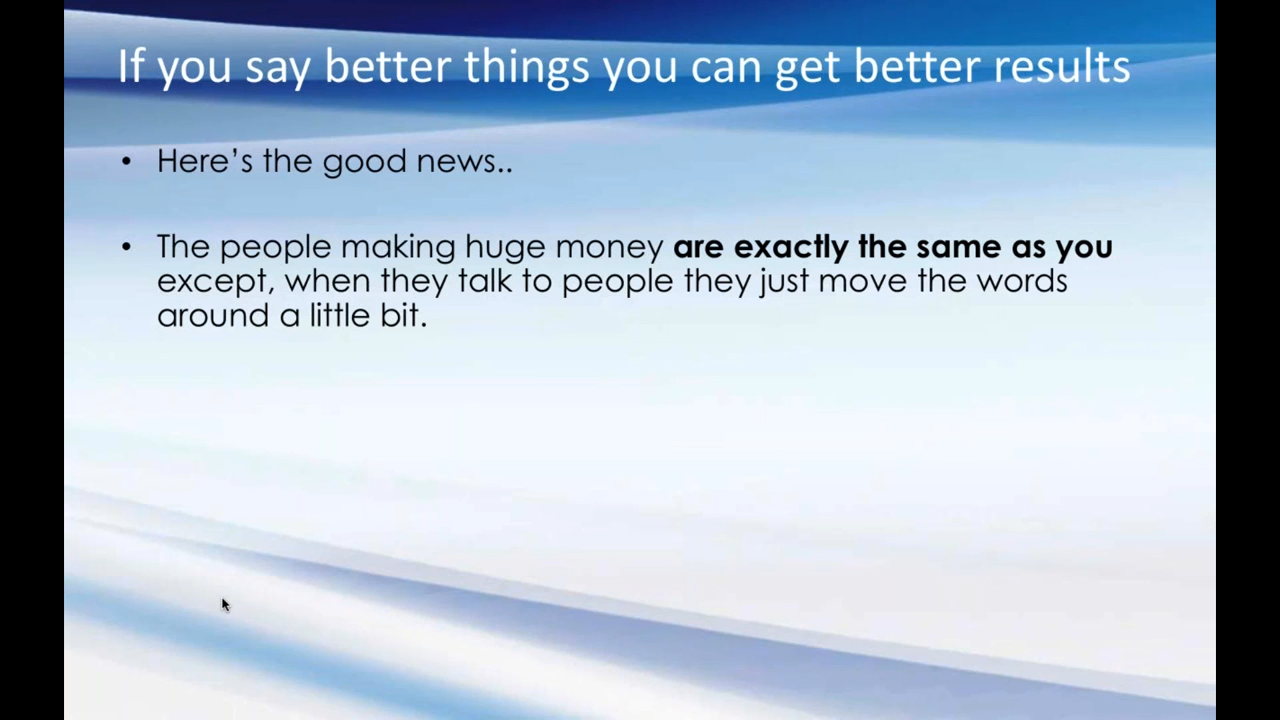 If you say better things you can get better results
• Here’s the good news..
• The people making huge money are exactly the same as you
except, when they talk to people they just move the words
around a little bit.